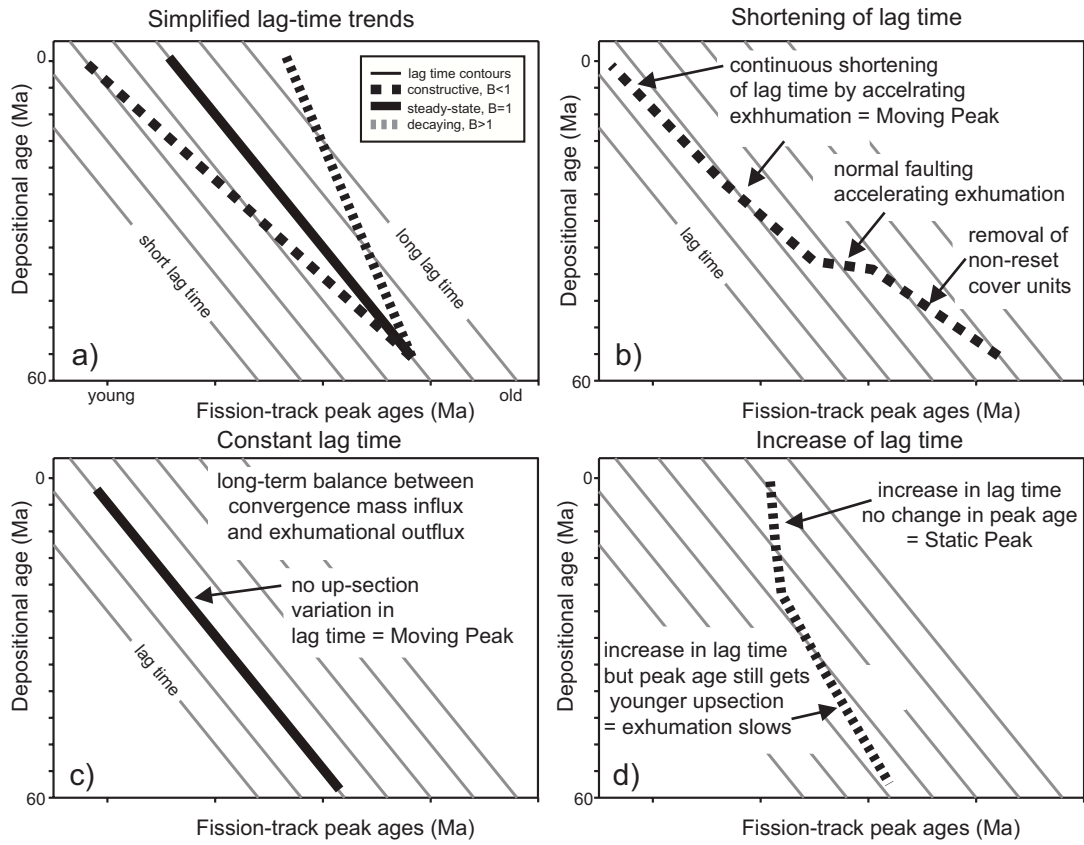 Simplified lag-time trends
0
Depositional age (Ma)
60
lag time contours
constructive, B<1
steady-state, B=1
decaying, B>1
short lag time
long lag time
a)
young
old
Fission-track peak ages (Ma)
Shortening of lag time
0
Depositional age (Ma)
60
continuous shortening
of lag time by accelrating
exhhumation = Moving Peak
normal faulting
accelerating exhumation
removal of
non-reset
cover units
lag time
b)
Fission-track peak ages (Ma)
Constant lag time
0
Depositional age (Ma)
60
long-term balance between
convergence mass influx
and exhumational outflux
no up-section
variation in
lag time = Moving Peak
lag time
c)
Fission-track peak ages (Ma)
Increase of lag time
0
Depositional age (Ma)
60
increase in lag time
no change in peak age
= Static Peak
increase in lag time
but peak age still gets
younger upsection
= exhumation slows
d)
Fission-track peak ages (Ma)